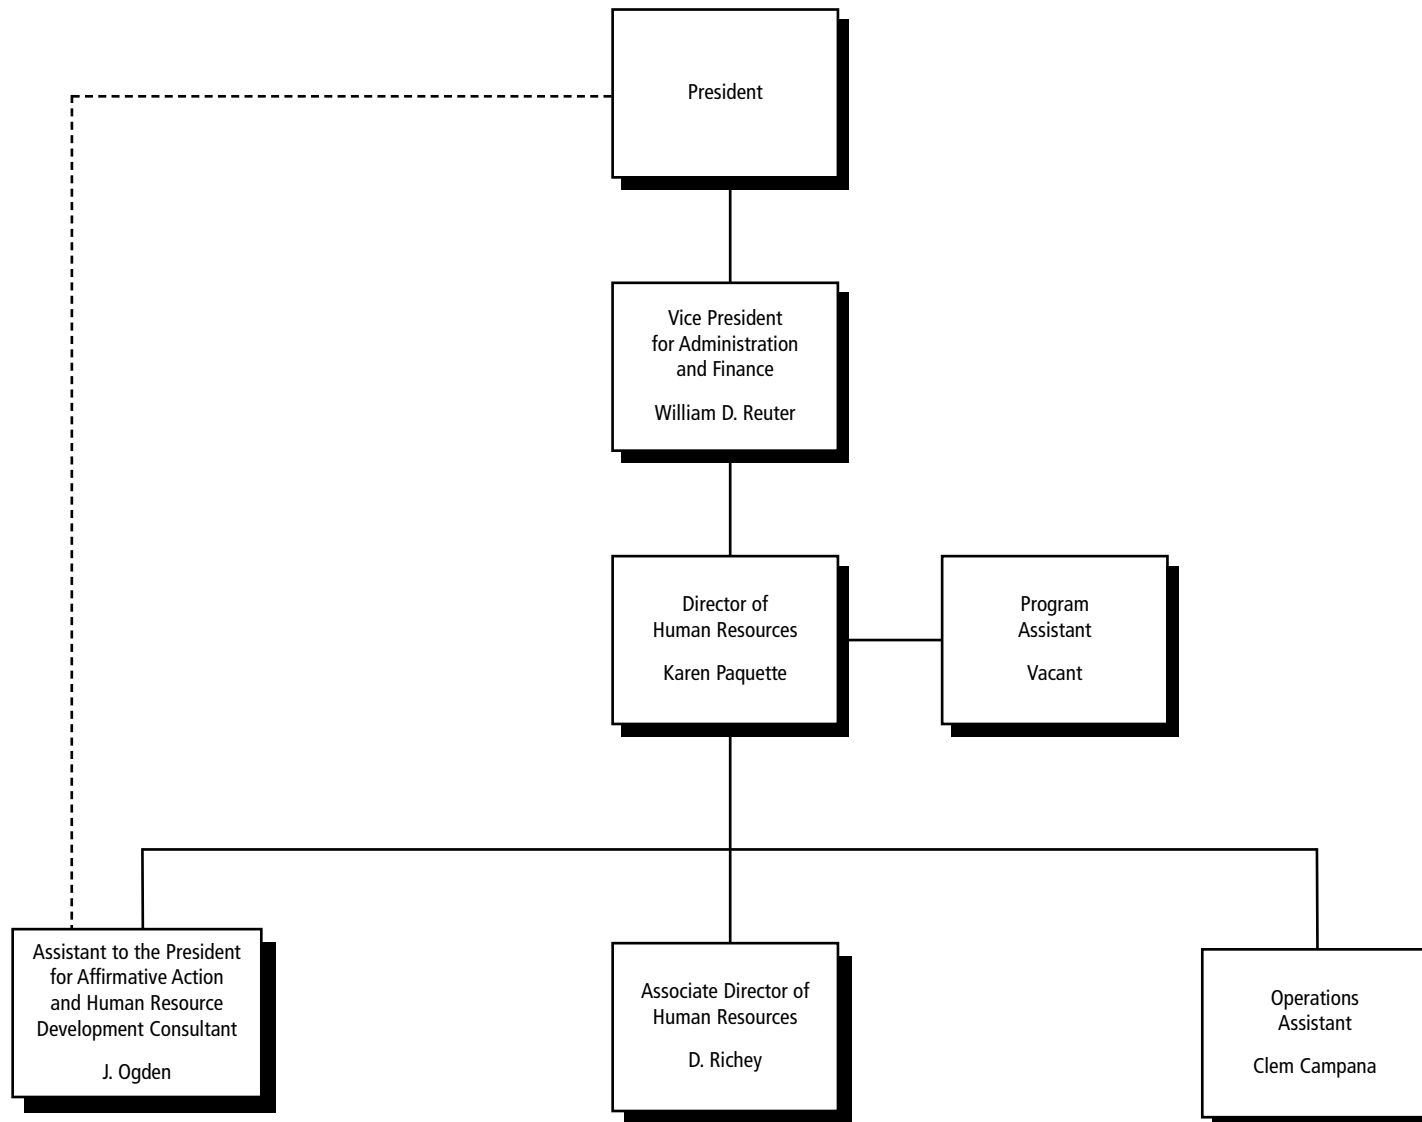 President
Vice President
for Administration
and Finance
William D. Reuter
Director of
Human Resources
Karen Paquette
Program
Assistant
Vacant
Assistant to the President
for Affirmative Action
and Human Resource
Development Consultant
J. Ogden
Associate Director of
Human Resources
D. Richey
Operations
Assistant
Clem Campana